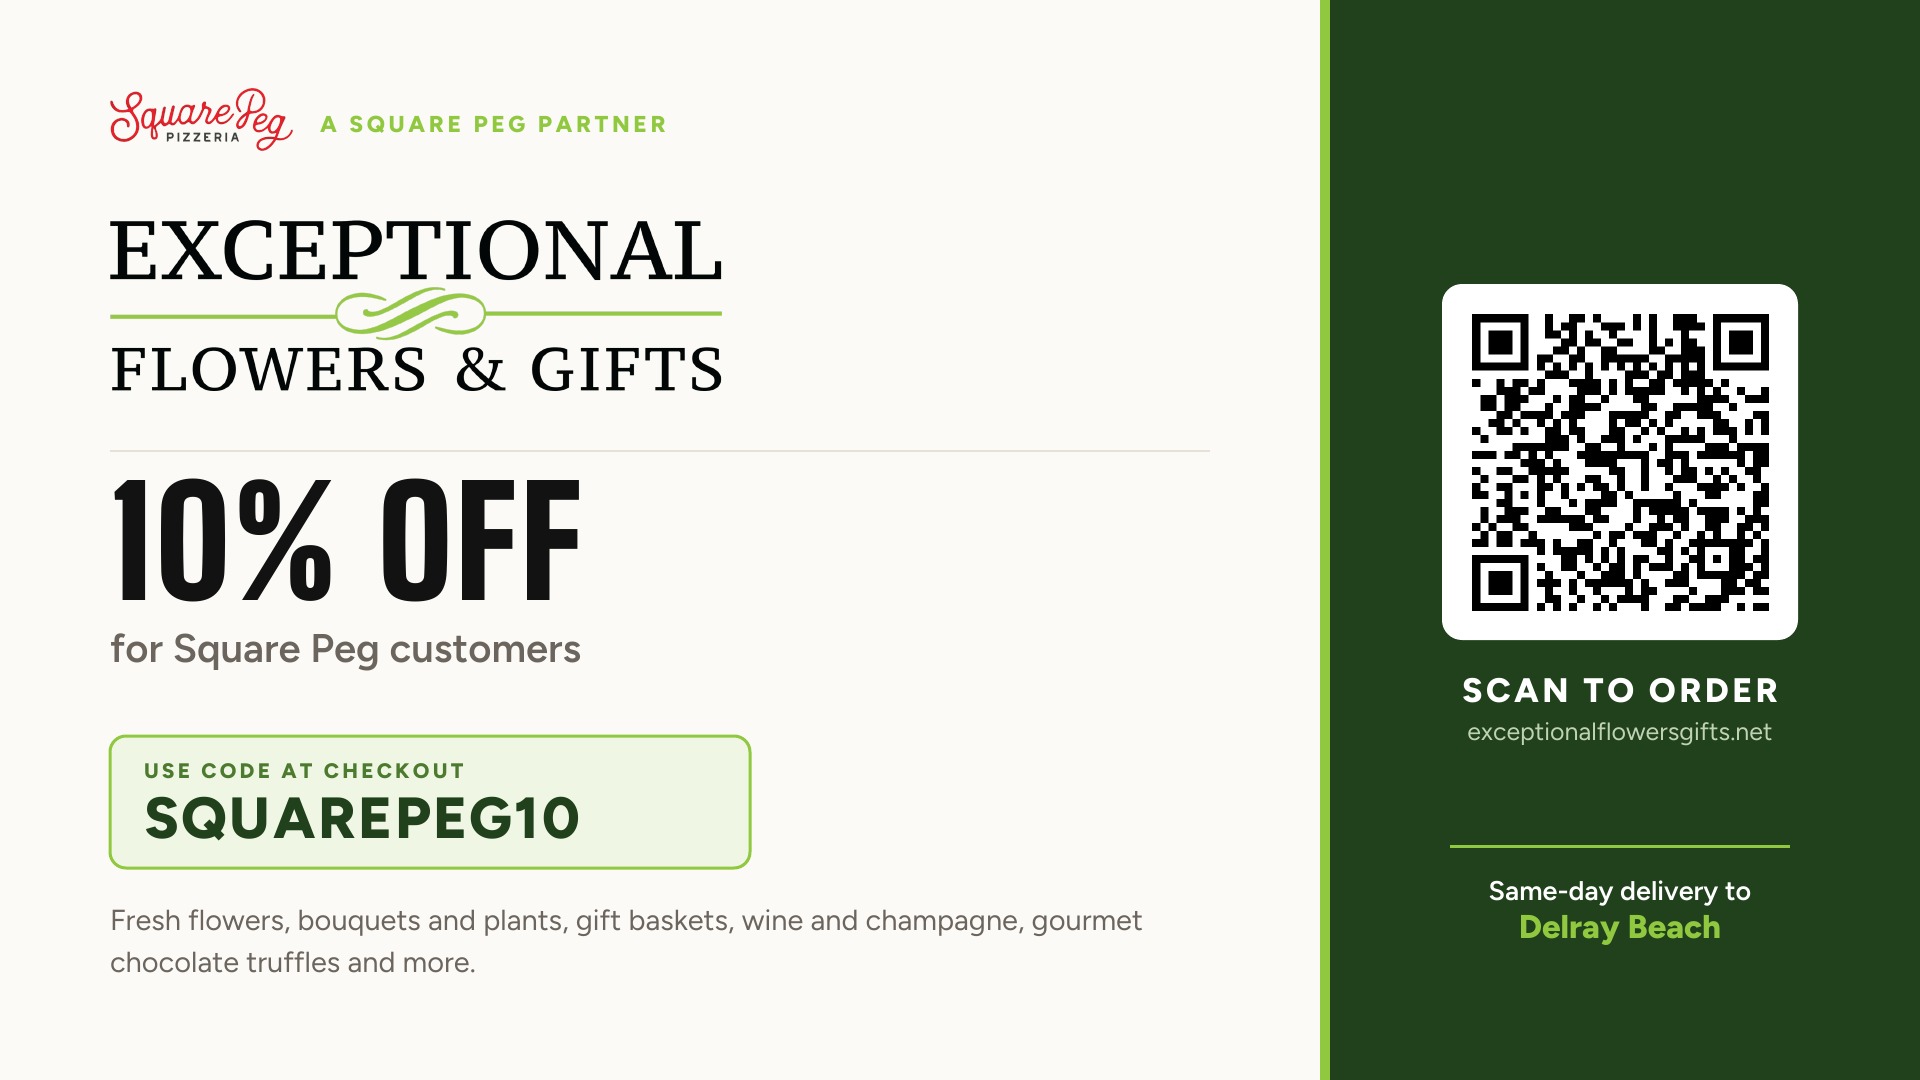 Square Peg
PIZZERIA
A SQUARE PEG PARTNER
EXCEPTIONAL
FLOWERS & GIFTS
10% OFF
for Square Peg customers
USE CODE AT CHECKOUT
SQUAREPEG10
Fresh flowers, bouquets and plants, gift baskets, wine and champagne, gourmet
chocolate truffles and more.
SCAN TO ORDER
exceptionalflowersgifts.net
Same-day delivery to
Delray Beach